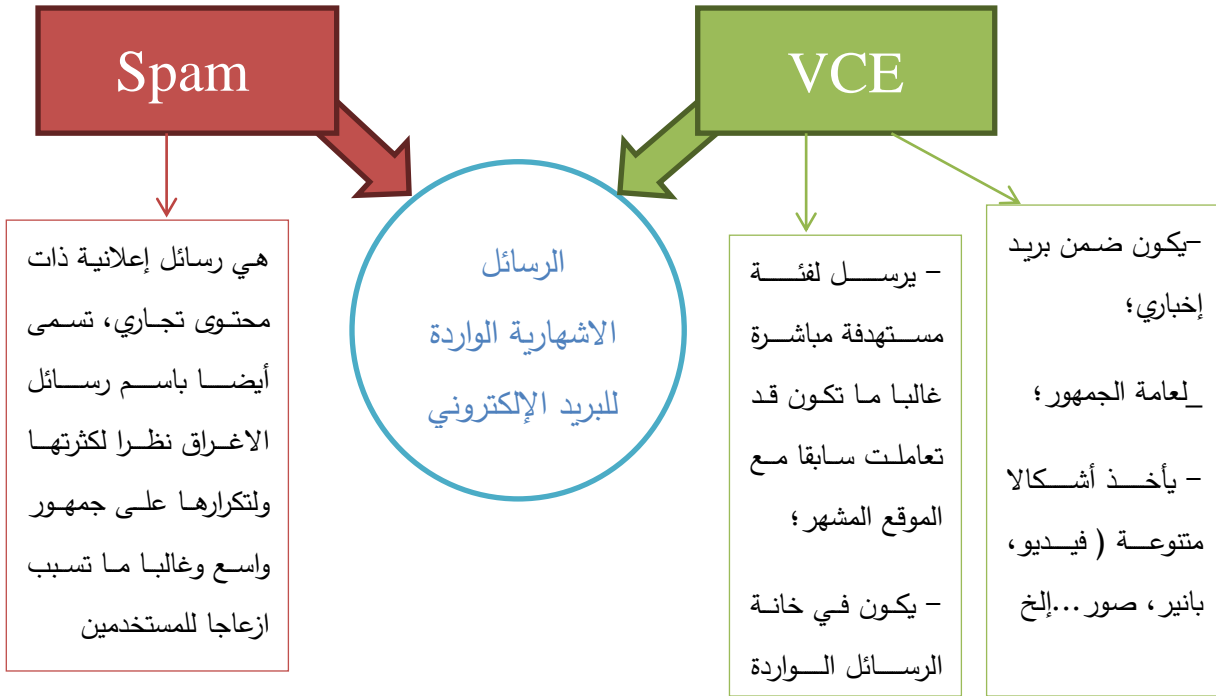 Spam
VCE
الرسائل
الاشهارية الواردة
للبريد الإلكتروني
هي رسائل إعلانية ذات
محتوى تجاري، تسمى
أيضا باسم رسائل
الاغراق نظرا لكثرتها
ولتكرارها على جمهور
واسع وغالبا ما تسبب
ازعاجا للمستخدمين
- يرسل لفئة
مستهدفة مباشرة
غالبا ما تكون قد
تعاملت سابقا مع
الموقع المشهر؛
- يكون في خانة
الرسائل الواردة
-يكون ضمن بريد
إخباري؛
_لعامة الجمهور؛
- يأخذ أشكالا
متنوعة ( فيديو،
بانير، صور...إلخ